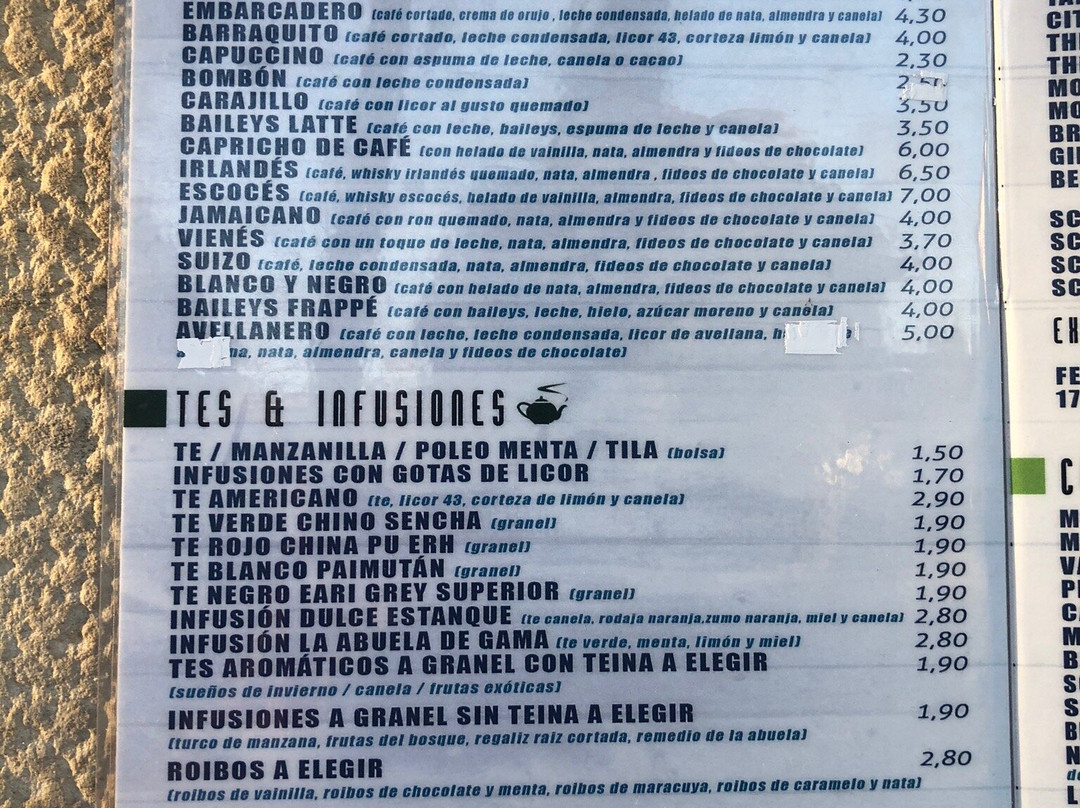 EMBARCADERO (café cortado, crema de orujo , leche condensada, helado de nata, almendra y canela) 4,30
BARRAQUITO (café cortado, leche condensada, licor 43, corteza limón y canela) 4,00
CAPUCCINO (café con espuma de leche, canela o cacao) 2,30
BOMBÓN (café con leche condensada)
CARAJILLO (café con licor al gusto quemado) 3,50
BAILEYS LATTE (café con leche, baileys, espuma de leche y canela) 3,50
CAPRICHO DE CAFÉ (con helado de vainilla, nata, almendra y fideos de chocolate) 6,00
IRLANDÉS (café, whisky irlandés quemado, nata, almendra , fideos de chocolate y canela) 6,50
ESCOCÉS (café, whisky escocés, helado de vainilla, almendra, fideos de chocolate y canela) 7,00
JAMAICANO (café con ron quemado, nata, almendra y fideos de chocolate y canela) 4,00
VIENÉS (café con un toque de leche, nata, almendra, fideos de chocolate y canela) 3,70
SUIZO (café, leche condensada, nata, almendra, fideos de chocolate y canela) 4,00
BLANCO Y NEGRO (café con helado de nata, almendra, fideos de chocolate y canela) 4,00
BAILEYS FRAPPÉ (café con baileys, leche, hielo, azúcar moreno y canela) 4,00
AVELLANERO (café con leche, leche condensada, licor de avellana, 5,00
nata, almendra, canela y fideos de chocolate)
TES & INFUSIONES
TE / MANZANILLA / POLEO MENTA / TILA (bolsa) 1,50
INFUSIONES CON GOTAS DE LICOR 1,70
TE AMERICANO (te, licor 43, corteza de limón y canela) 2,90
TE VERDE CHINO SENCHA (granel) 1,90
TE ROJO CHINA PU ERH (granel) 1,90
TE BLANCO PAIMUTÁN (granel) 1,90
TE NEGRO EARI GREY SUPERIOR (granel) 1,90
INFUSIÓN DULCE ESTANQUE (te canela, rodaja naranja,zumo naranja, miel y canela) 2,80
INFUSIÓN LA ABUELA DE GAMA (te verde, menta, limón y miel) 2,80
TES AROMÁTICOS A GRANEL CON TEINA A ELEGIR 1,90
(sueños de invierno / canela / frutas exóticas)
INFUSIONES A GRANEL SIN TEINA A ELEGIR 1,90
(turco de manzana, frutas del bosque, regaliz raiz cortada, remedio de la abuela)
ROIBOS A ELEGIR 2,80
(roibos de vainilla, roibos de chocolate y menta, roibos de maracuya, roibos de caramelo y nata)